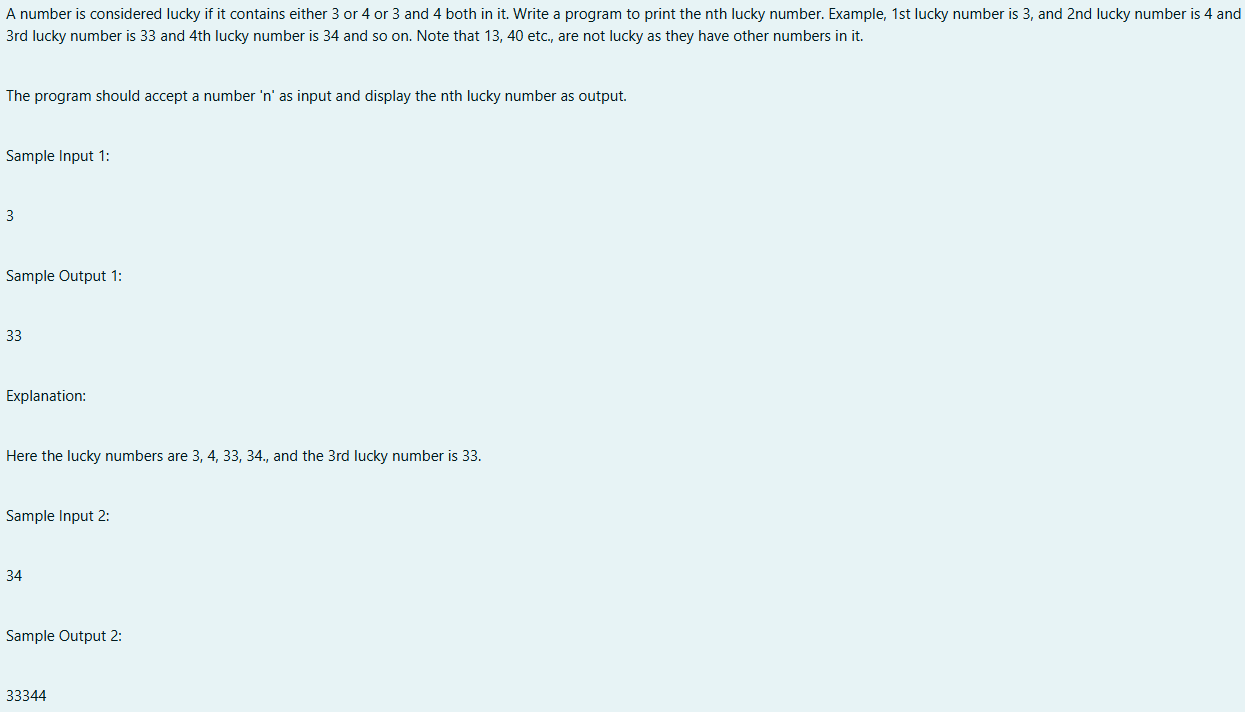 A number is considered lucky if it contains either 3 or 4 or 3 and 4 both in it. Write a program to print the nth lucky number. Example, 1st lucky number is 3, and 2nd lucky number is 4 and
3rd lucky number is 33 and 4th lucky number is 34 and so on. Note that 13, 40 etc., are not lucky as they have other numbers in it.
The program should accept a number 'n' as input and display the nth lucky number as output.
Sample Input 1:
3
Sample Output 1:
33
Explanation:
Here the lucky numbers are 3, 4, 33, 34., and the 3rd lucky number is 33.
Sample Input 2:
34
Sample Output 2:
33344